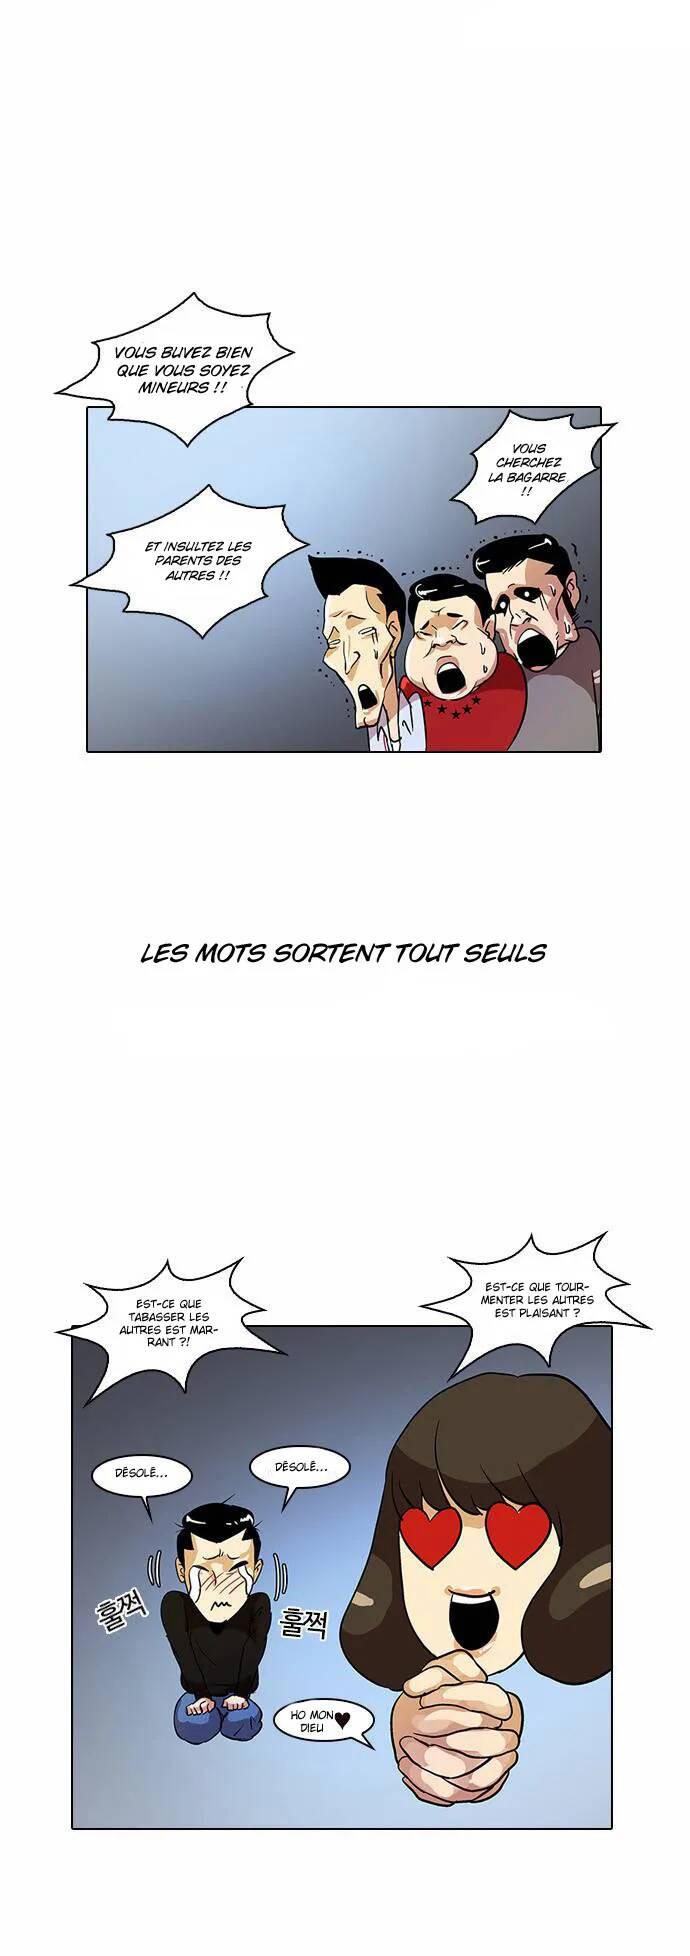 VOUS BUVEZ BIEN
QUE VOUS SOYEZ
MINEURS !!
VOUS
CHERCHEZ
LA BAGARRE
!!
ET INSULTEZ LES
PARENTS DES
AUTRES !!
LES MOTS SORTENT TOUT SEULS
EST-CE QUE TOUR-
MENTER LES AUTRES
EST PLAISANT ?
EST-CE QUE
TABASSER LES
AUTRES EST MAR-
RANT ?!
DÉSOLÉ...
DÉSOLÉ...
훌쩍
훌쩍
HO MON
DIEU ♥